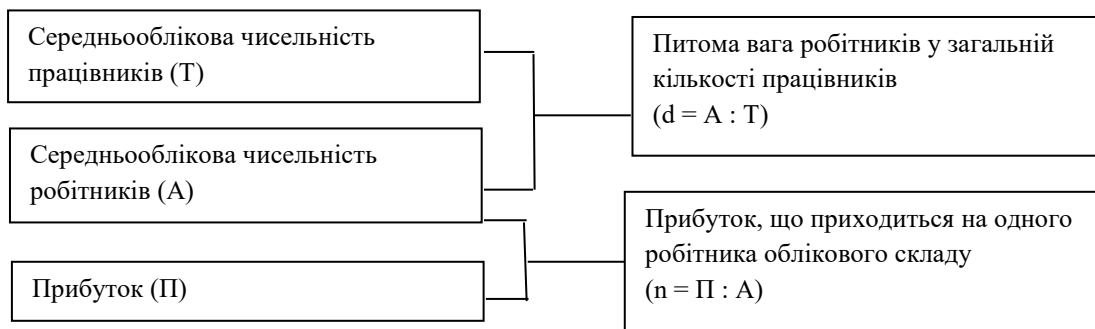 Середньооблікова чисельність
працівників (Т)
Середньооблікова чисельність
робітників (А)
Прибуток (П)
Питома вага робітників у загальній
кількості працівників
(d = А : Т)
Прибуток, що приходиться на одного
робітника облікового складу
(n = П : А)